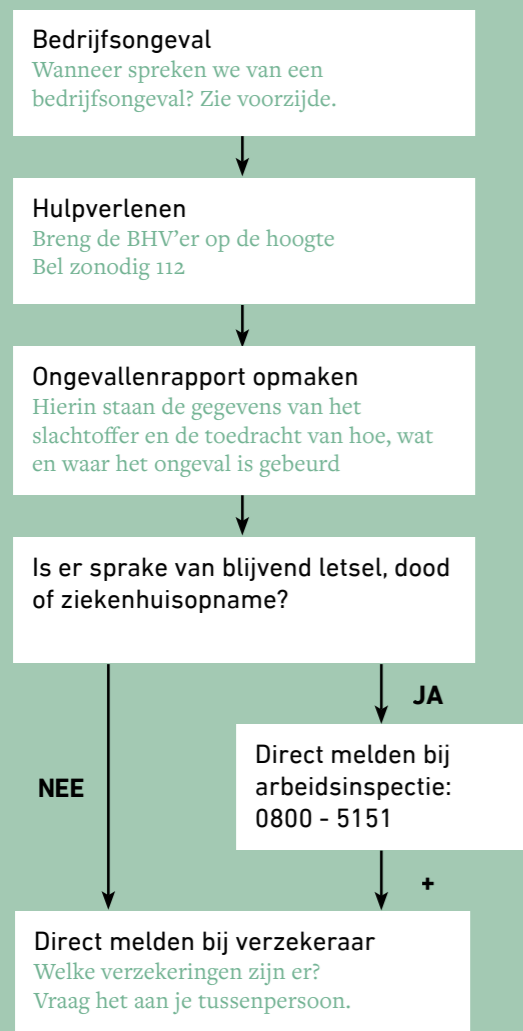 Bedrijfsongeval
Wanneer spreken we van een
bedrijfsongeval? Zie voorzijde.
Hulpverlenen
Breng de BHV'er op de hoogte
Bel zonodig 112
Ongevallenrapport opmaken
Hierin staan de gegevens van het
slachtoffer en de toedracht van hoe, wat
en waar het ongeval is gebeurd
Is er sprake van blijvend letsel, dood
of ziekenhuisopname?
JA
Direct melden bij
arbeidsinspectie:
0800 - 5151
NEE
+
Direct melden bij verzekeraar
Welke verzekeringen zijn er?
Vraag het aan je tussenpersoon.